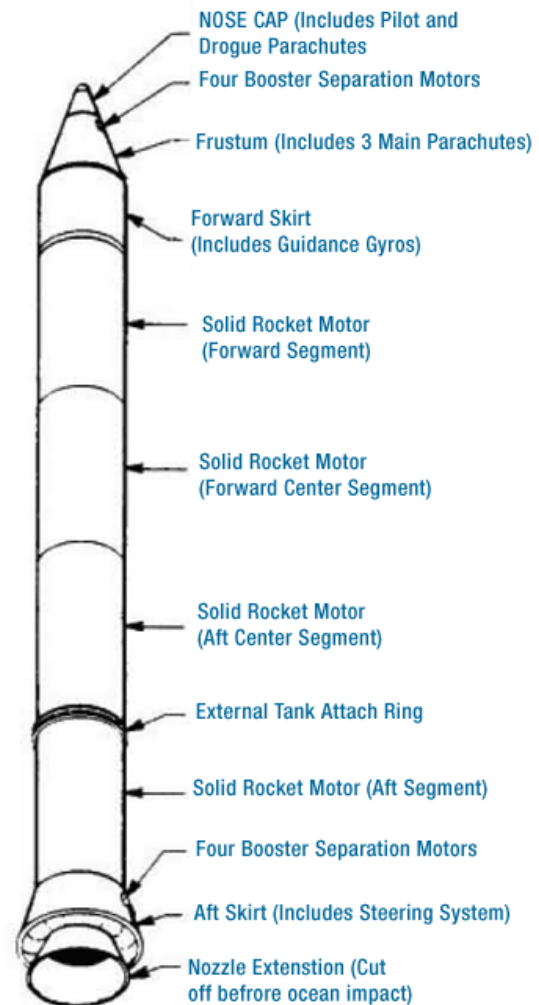 NOSE CAP (Includes Pilot and
Drogue Parachutes
Four Booster Separation Motors
Frustum (Includes 3 Main Parachutes)
Forward Skirt
(Includes Guidance Gyros)
Solid Rocket Motor
(Forward Segment)
Solid Rocket Motor
(Forward Center Segment)
Solid Rocket Motor
(Aft Center Segment)
External Tank Attach Ring
Solid Rocket Motor (Aft Segment)
Four Booster Separation Motors
Aft Skirt (Includes Steering System)
Nozzle Extenstion (Cut
off befrore ocean impact)